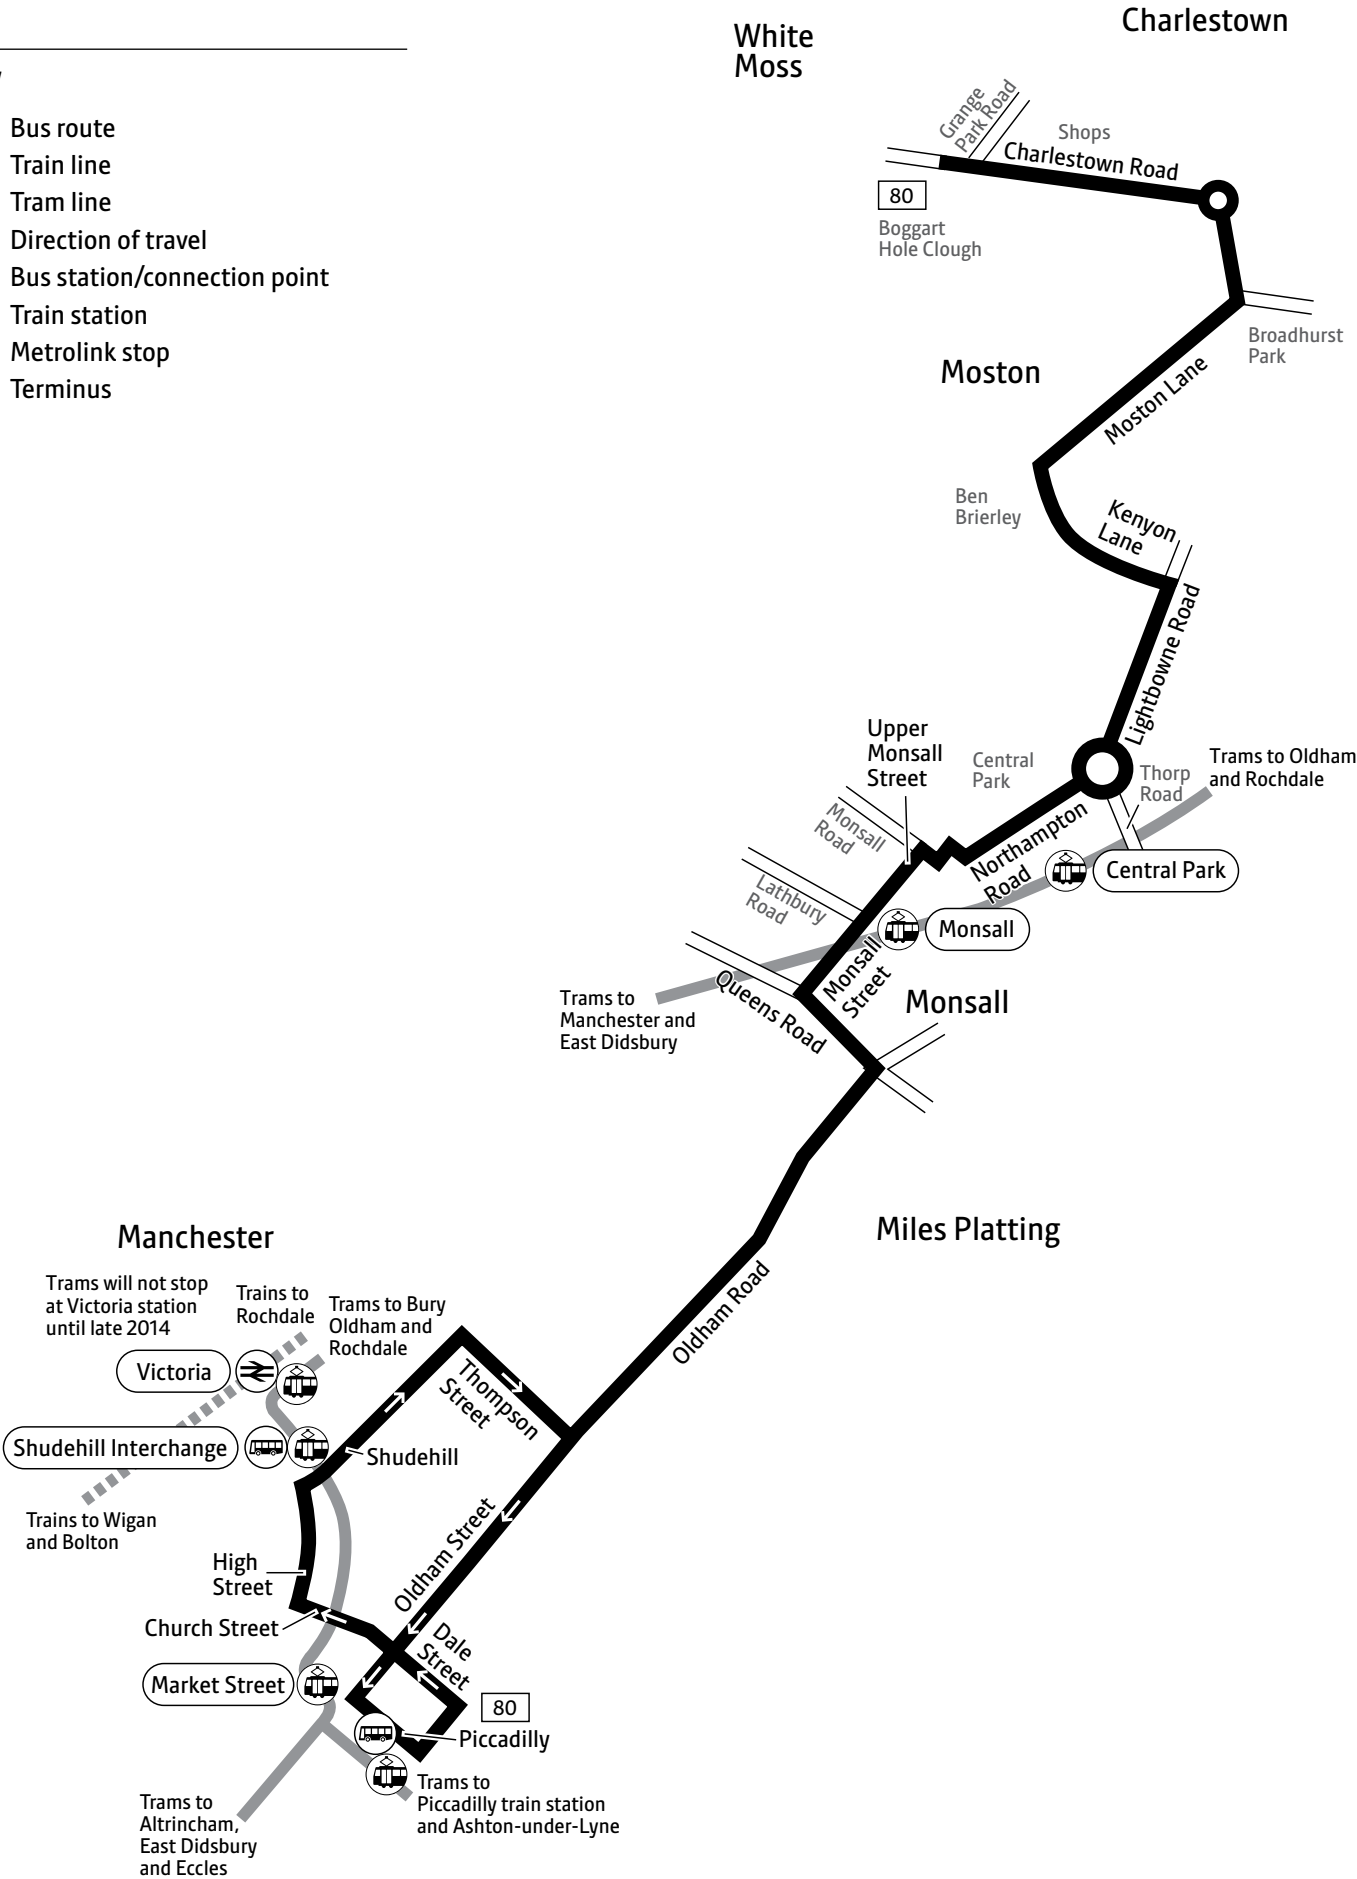 Charlestown
White
Moss
Bus route
Train line
Tram line
Direction of travel
Bus station/connection point
Train station
Metrolink stop
Terminus
Grange
Park Road
Shops
Charlestown Road
80
Boggart
Hole Clough
Broadhurst
Park
Moston
Moston Lane
Ben
Brierley
Kenyon
Lane
Lightbowne Road
Upper
Monsall
Street
Central
Park
Thorp
Road
Trams to Oldham
and Rochdale
Monsall
Road
Northampton
Road
Central Park
Lathbury
Road
Monsall
Monsall
Street
Queens Road
Monsall
Trams to
Manchester and
East Didsbury
Miles Platting
Oldham Road
Manchester
Trams will not stop
at Victoria station
until late 2014
Trains to
Rochdale
Trams to Bury
Oldham and
Rochdale
Victoria
Thompson
Street
Shudehill Interchange
Shudehill
Trains to Wigan
and Bolton
Oldham Street
High
Street
Church Street
Dale
Street
Market Street
80
Piccadilly
Trams to
Piccadilly train station
and Ashton-under-Lyne
Trams to
Altrincham,
East Didsbury
and Eccles